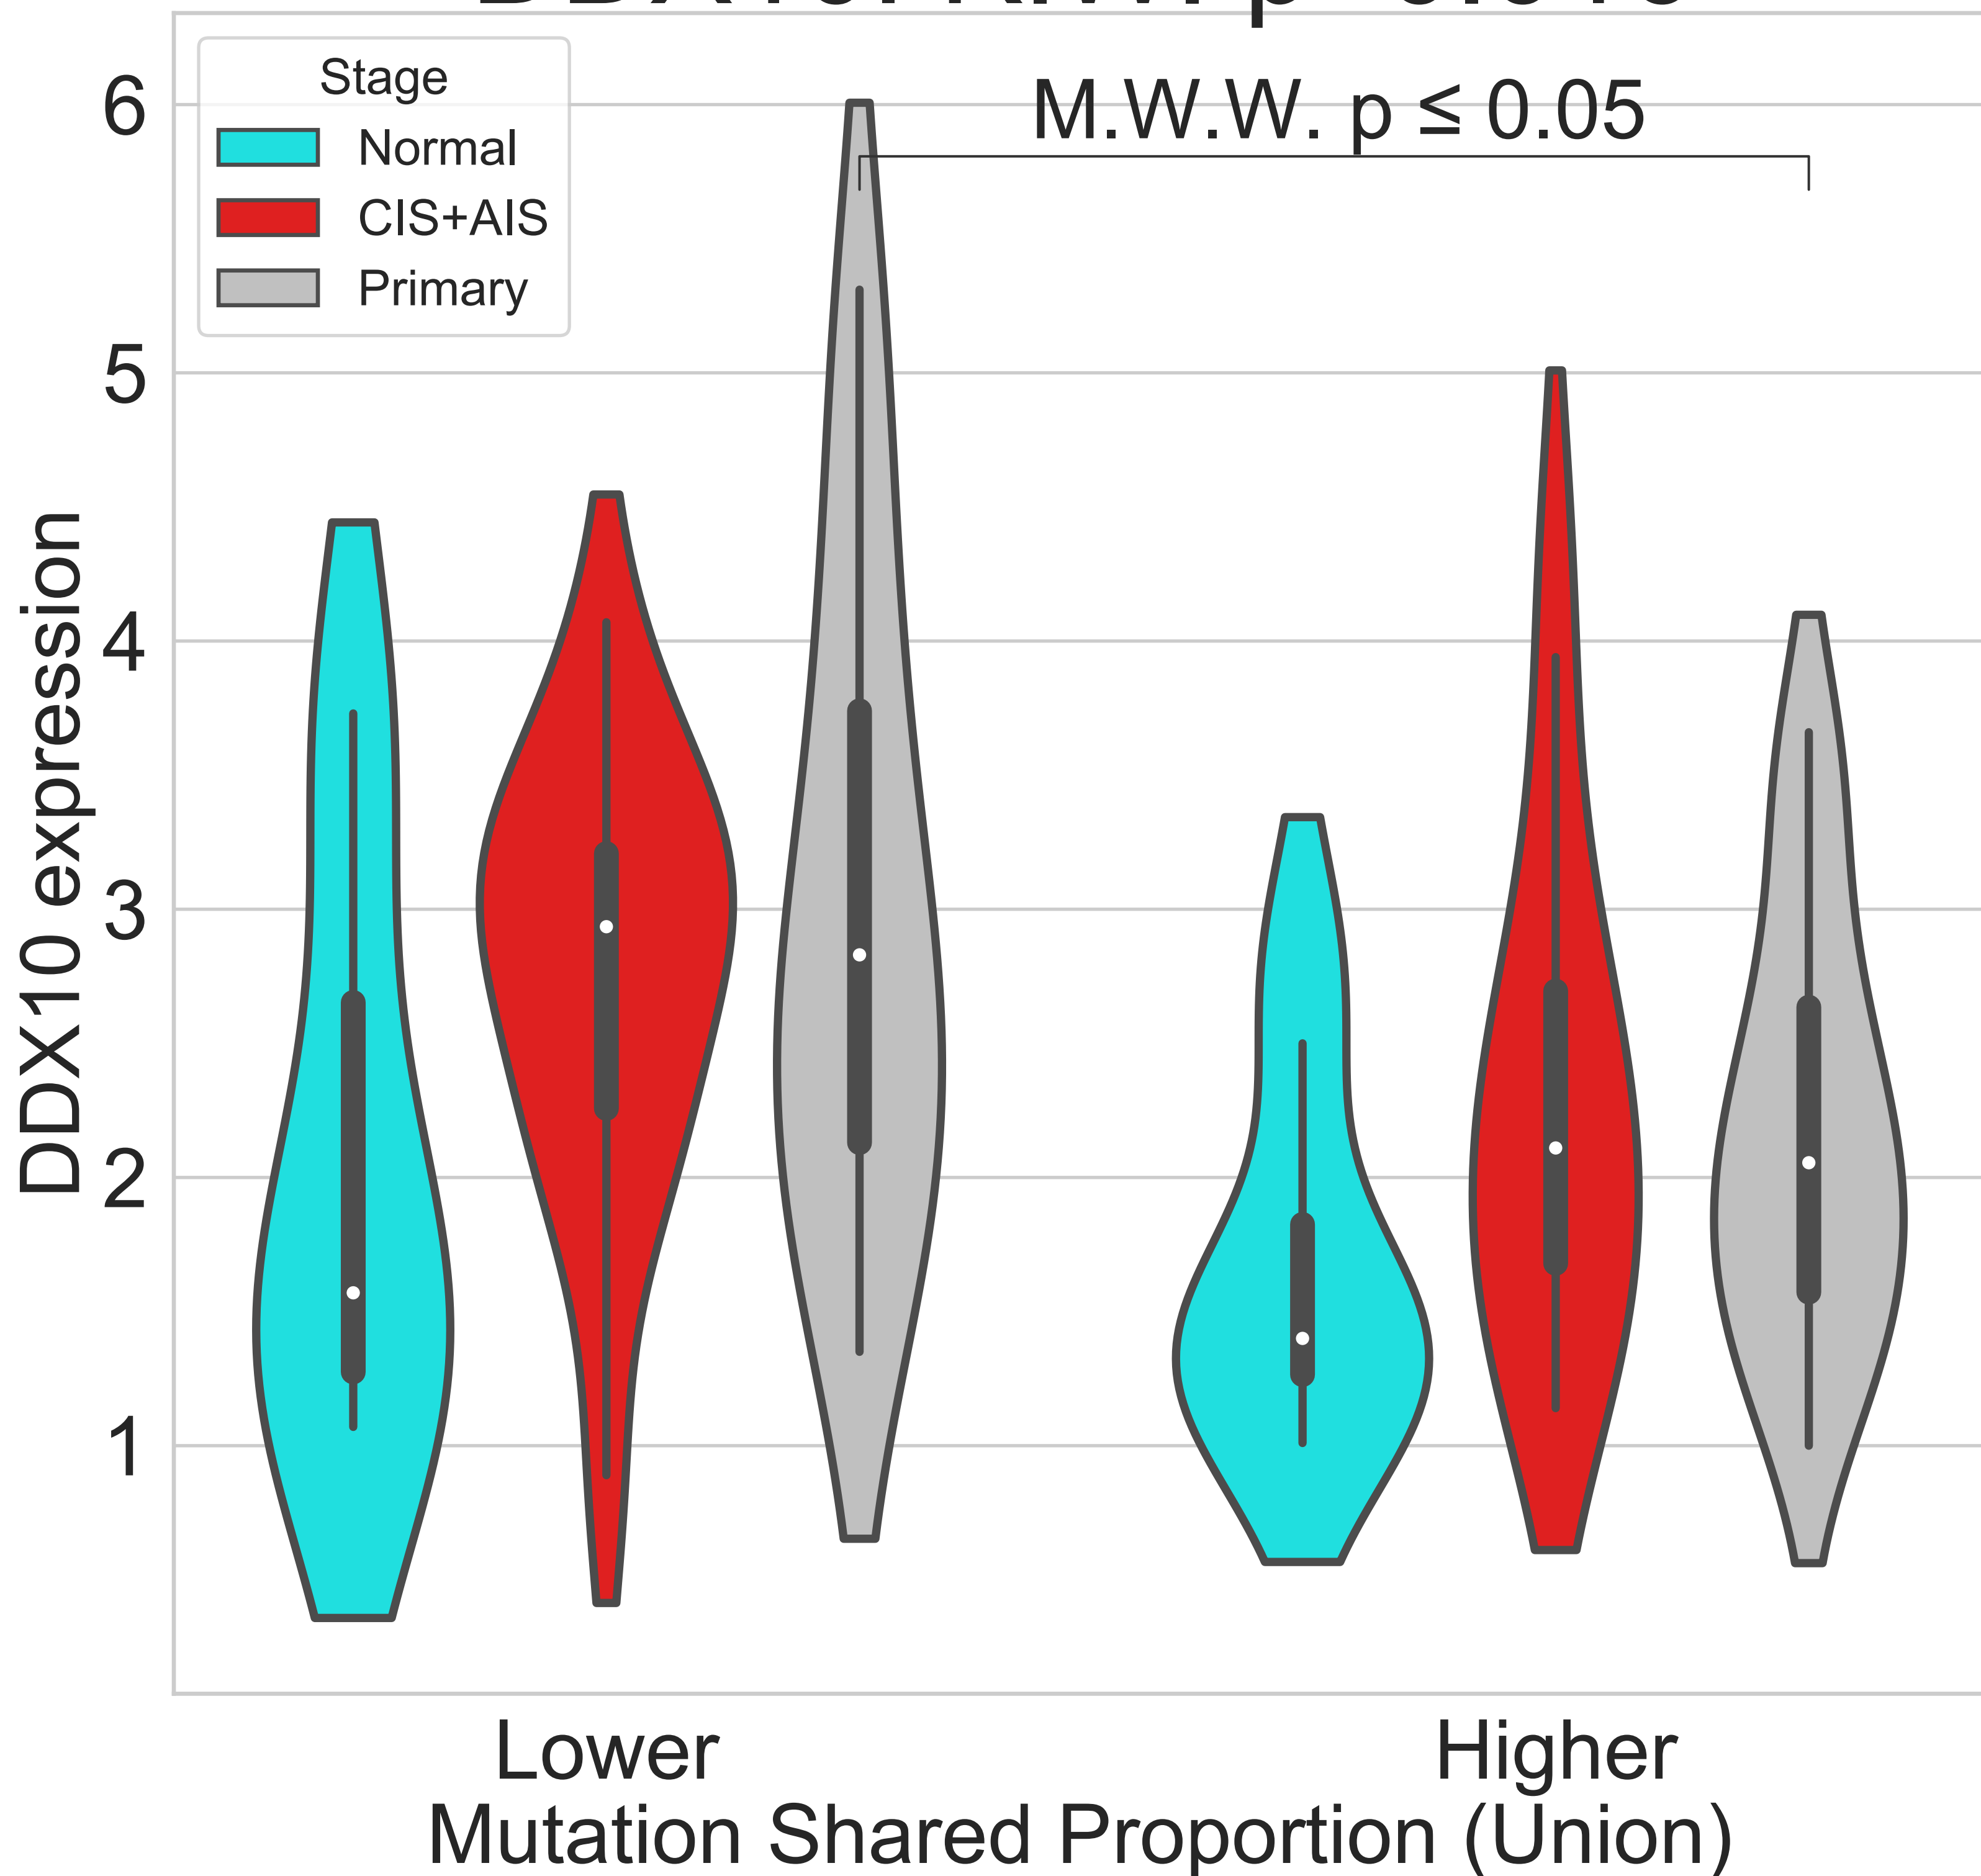 Stage
Normal
CIS+AIS
Primary
M.W.W. p ≤ 0.05
6
5
4
3
2
1
DDX10 expression
Lower
Higher
Mutation Shared Proportion (Union)